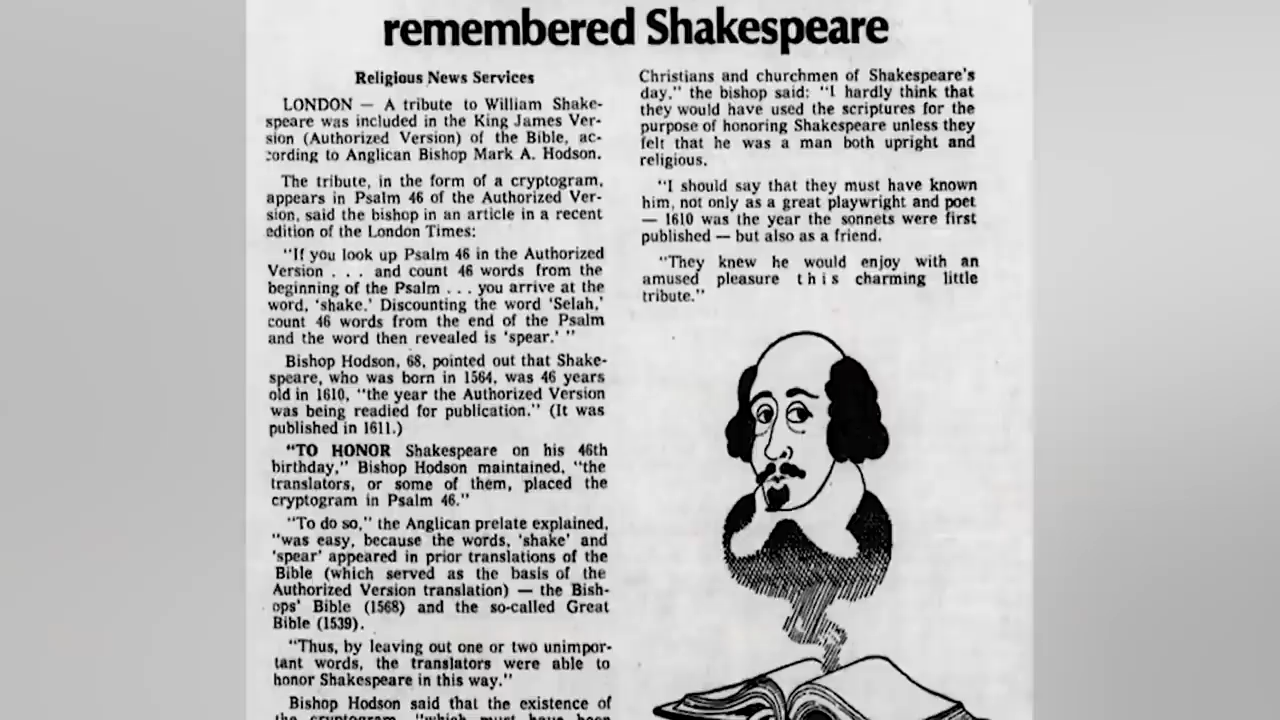 remembered Shakespeare
Religious News Services
LONDON — A tribute to William Shake-
speare was included in the King James Ver-
sion (Authorized Version) of the Bible, ac-
cording to Anglican Bishop Mark A. Hodson.
The tribute, in the form of a cryptogram,
appears in Psalm 46 of the Authorized Ver-
sion, said the bishop in an article in a recent
edition of the London Times:
"If you look up Psalm 46 in the Authorized
Version . . . and count 46 words from the
beginning of the Psalm . . . you arrive at the
word, 'shake.' Discounting the word 'Selah,'
count 46 words from the end of the Psalm
and the word then revealed is 'spear.' "
Bishop Hodson, 68, pointed out that Shake-
speare, who was born in 1564, was 46 years
old in 1610, "the year the Authorized Version
was being readied for publication." (It was
published in 1611.)
"TO HONOR Shakespeare on his 46th
birthday," Bishop Hodson maintained, "the
translators, or some of them, placed the
cryptogram in Psalm 46."
"To do so," the Anglican prelate explained,
"was easy, because the words, 'shake' and
'spear' appeared in prior translations of the
Bible (which served as the basis of the
Authorized Version translation) — the Bish-
ops' Bible (1568) and the so-called Great
Bible (1539).
"Thus, by leaving out one or two unimpor-
tant words, the translators were able to
honor Shakespeare in this way."
Bishop Hodson said that the existence of
the cryptogram, "which must have been
Christians and churchmen of Shakespeare's
day," the bishop said: "I hardly think that
they would have used the scriptures for the
purpose of honoring Shakespeare unless they
felt that he was a man both upright and
religious.
"I should say that they must have known
him, not only as a great playwright and poet
— 1610 was the year the sonnets were first
published — but also as a friend.
"They knew he would enjoy with an
amused pleasure this charming little
tribute."